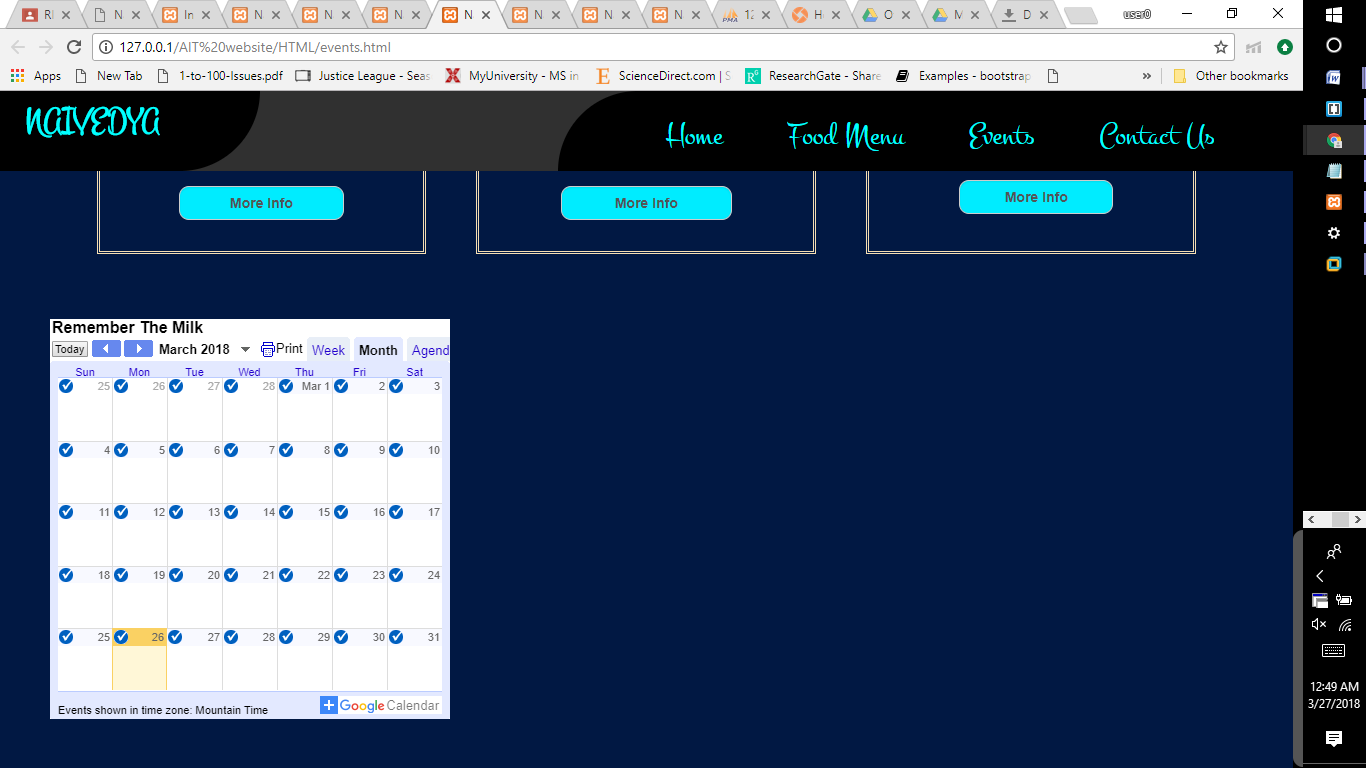 RI N In N N N N N N N 12 H O M D user0
127.0.0.1/AIT%20website/HTML/events.html
Apps New Tab 1-to-100-Issues.pdf Justice League - Seas MyUniversity - MS in ScienceDirect.com | S ResearchGate - Share Examples - bootstrap » Other bookmarks
NAIVEDYA
Home Food Menu Events Contact Us
More Info More Info More Info
Remember The Milk
Today March 2018 Print Week Month Agend
Sun Mon Tue Wed Thu Fri Sat
25 26 27 28 Mar 1 2 3
4 5 6 7 8 9 10
11 12 13 14 15 16 17
18 19 20 21 22 23 24
25 26 27 28 29 30 31
Events shown in time zone: Mountain Time
Google Calendar
12:49 AM
3/27/2018